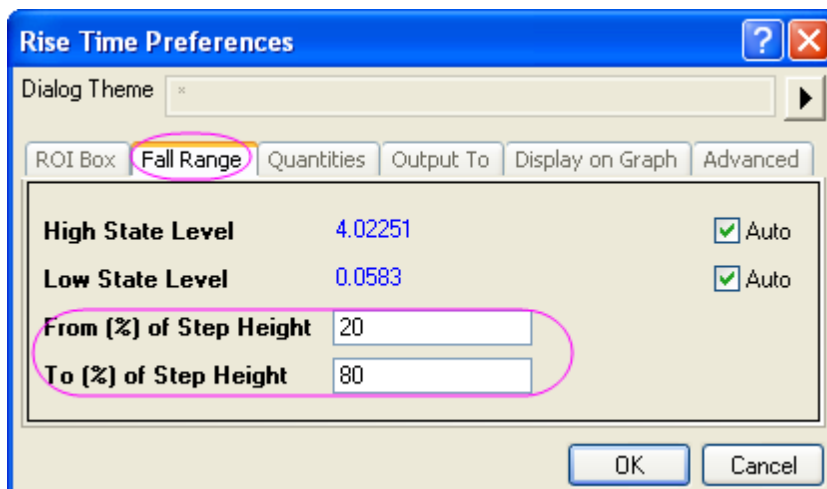 Rise Time Preferences
Dialog Theme *
ROI Box Fall Range Quantities Output To Display on Graph Advanced
High State Level 4.02251 Auto
Low State Level 0.0583 Auto
From (%) of Step Height 20
To (%) of Step Height 80
OK Cancel